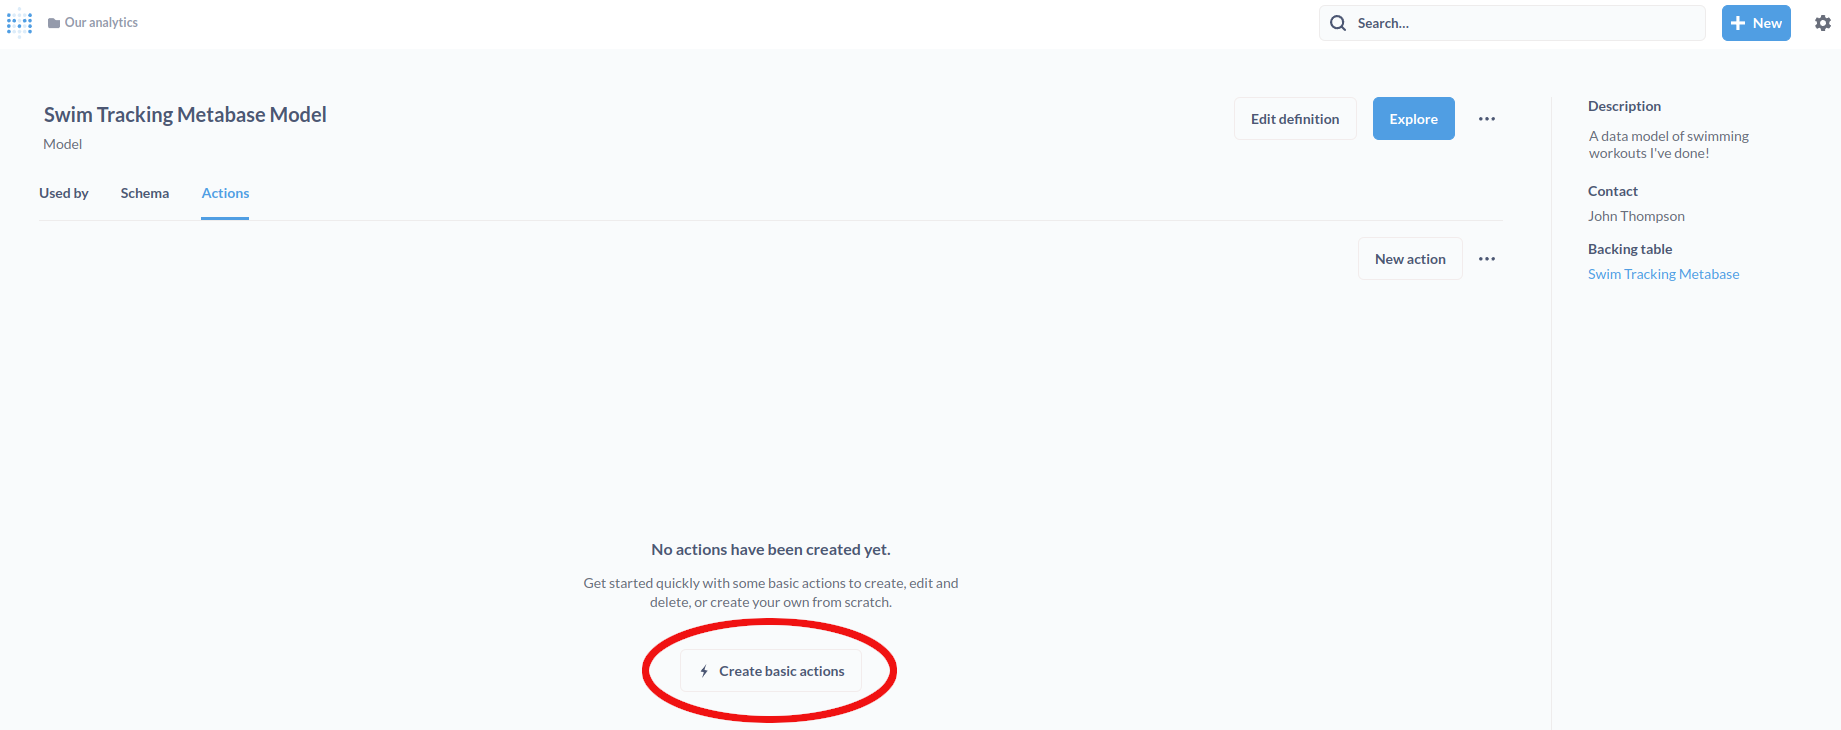 Our analytics
Search...
New
Swim Tracking Metabase Model
Model
Edit definition
Explore
Used by
Schema
Actions
New action
No actions have been created yet.
Get started quickly with some basic actions to create, edit and
delete, or create your own from scratch.
Create basic actions
Description
A data model of swimming
workouts I've done!
Contact
John Thompson
Backing table
Swim Tracking Metabase